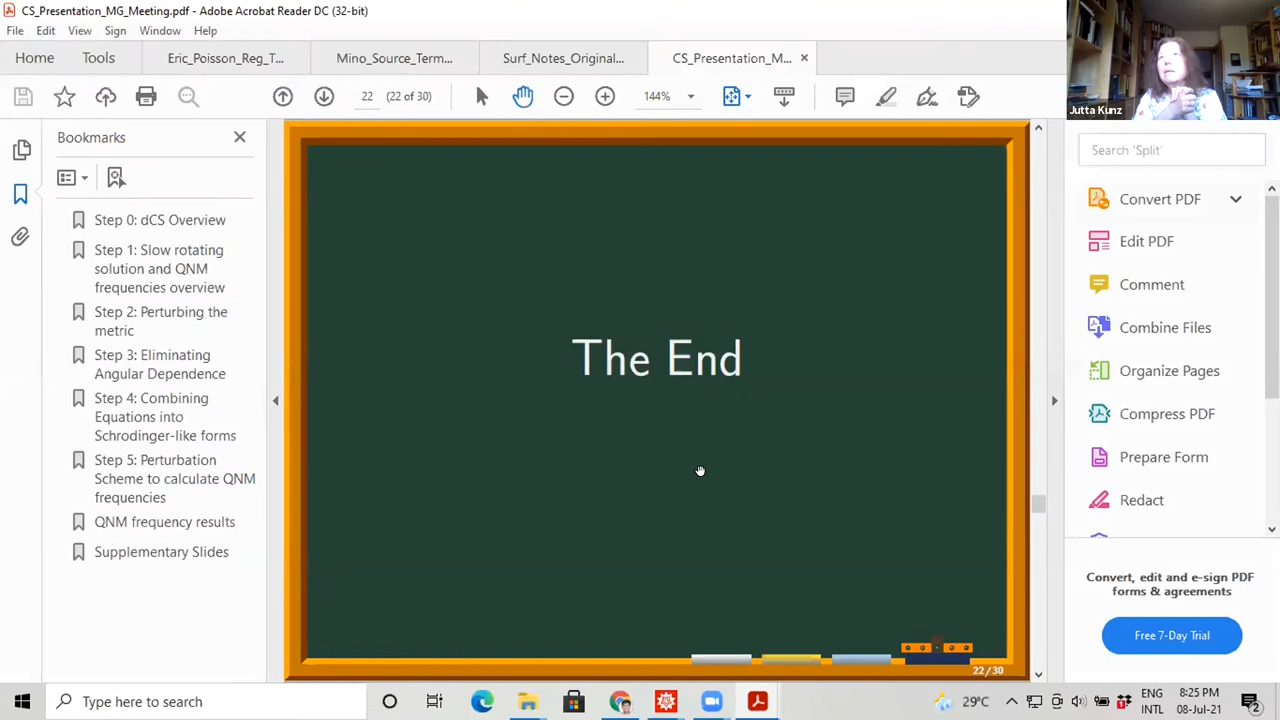 CS_Presentation_MG_Meeting.pdf - Adobe Acrobat Reader DC (32-bit)
File Edit View Sign Window Help
Home Tools Eric_Poisson_Reg_T... Mino_Source_Term... Surf_Notes_Original... CS_Presentation_M...
22 (22 of 30) 144%
Jutta Kunz
Bookmarks
Step 0: dCS Overview
Step 1: Slow rotating
solution and QNM
frequencies overview
Step 2: Perturbing the
metric
Step 3: Eliminating
Angular Dependence
Step 4: Combining
Equations into
Schrodinger-like forms
Step 5: Perturbation
Scheme to calculate QNM
frequencies
QNM frequency results
Supplementary Slides
The End
22/30
Search 'Split'
Convert PDF
Edit PDF
Comment
Combine Files
Organize Pages
Compress PDF
Prepare Form
Redact
Convert, edit and e-sign PDF
forms & agreements
Free 7-Day Trial
Type here to search
29°C
ENG
INTL
8:25 PM
08-Jul-21
2